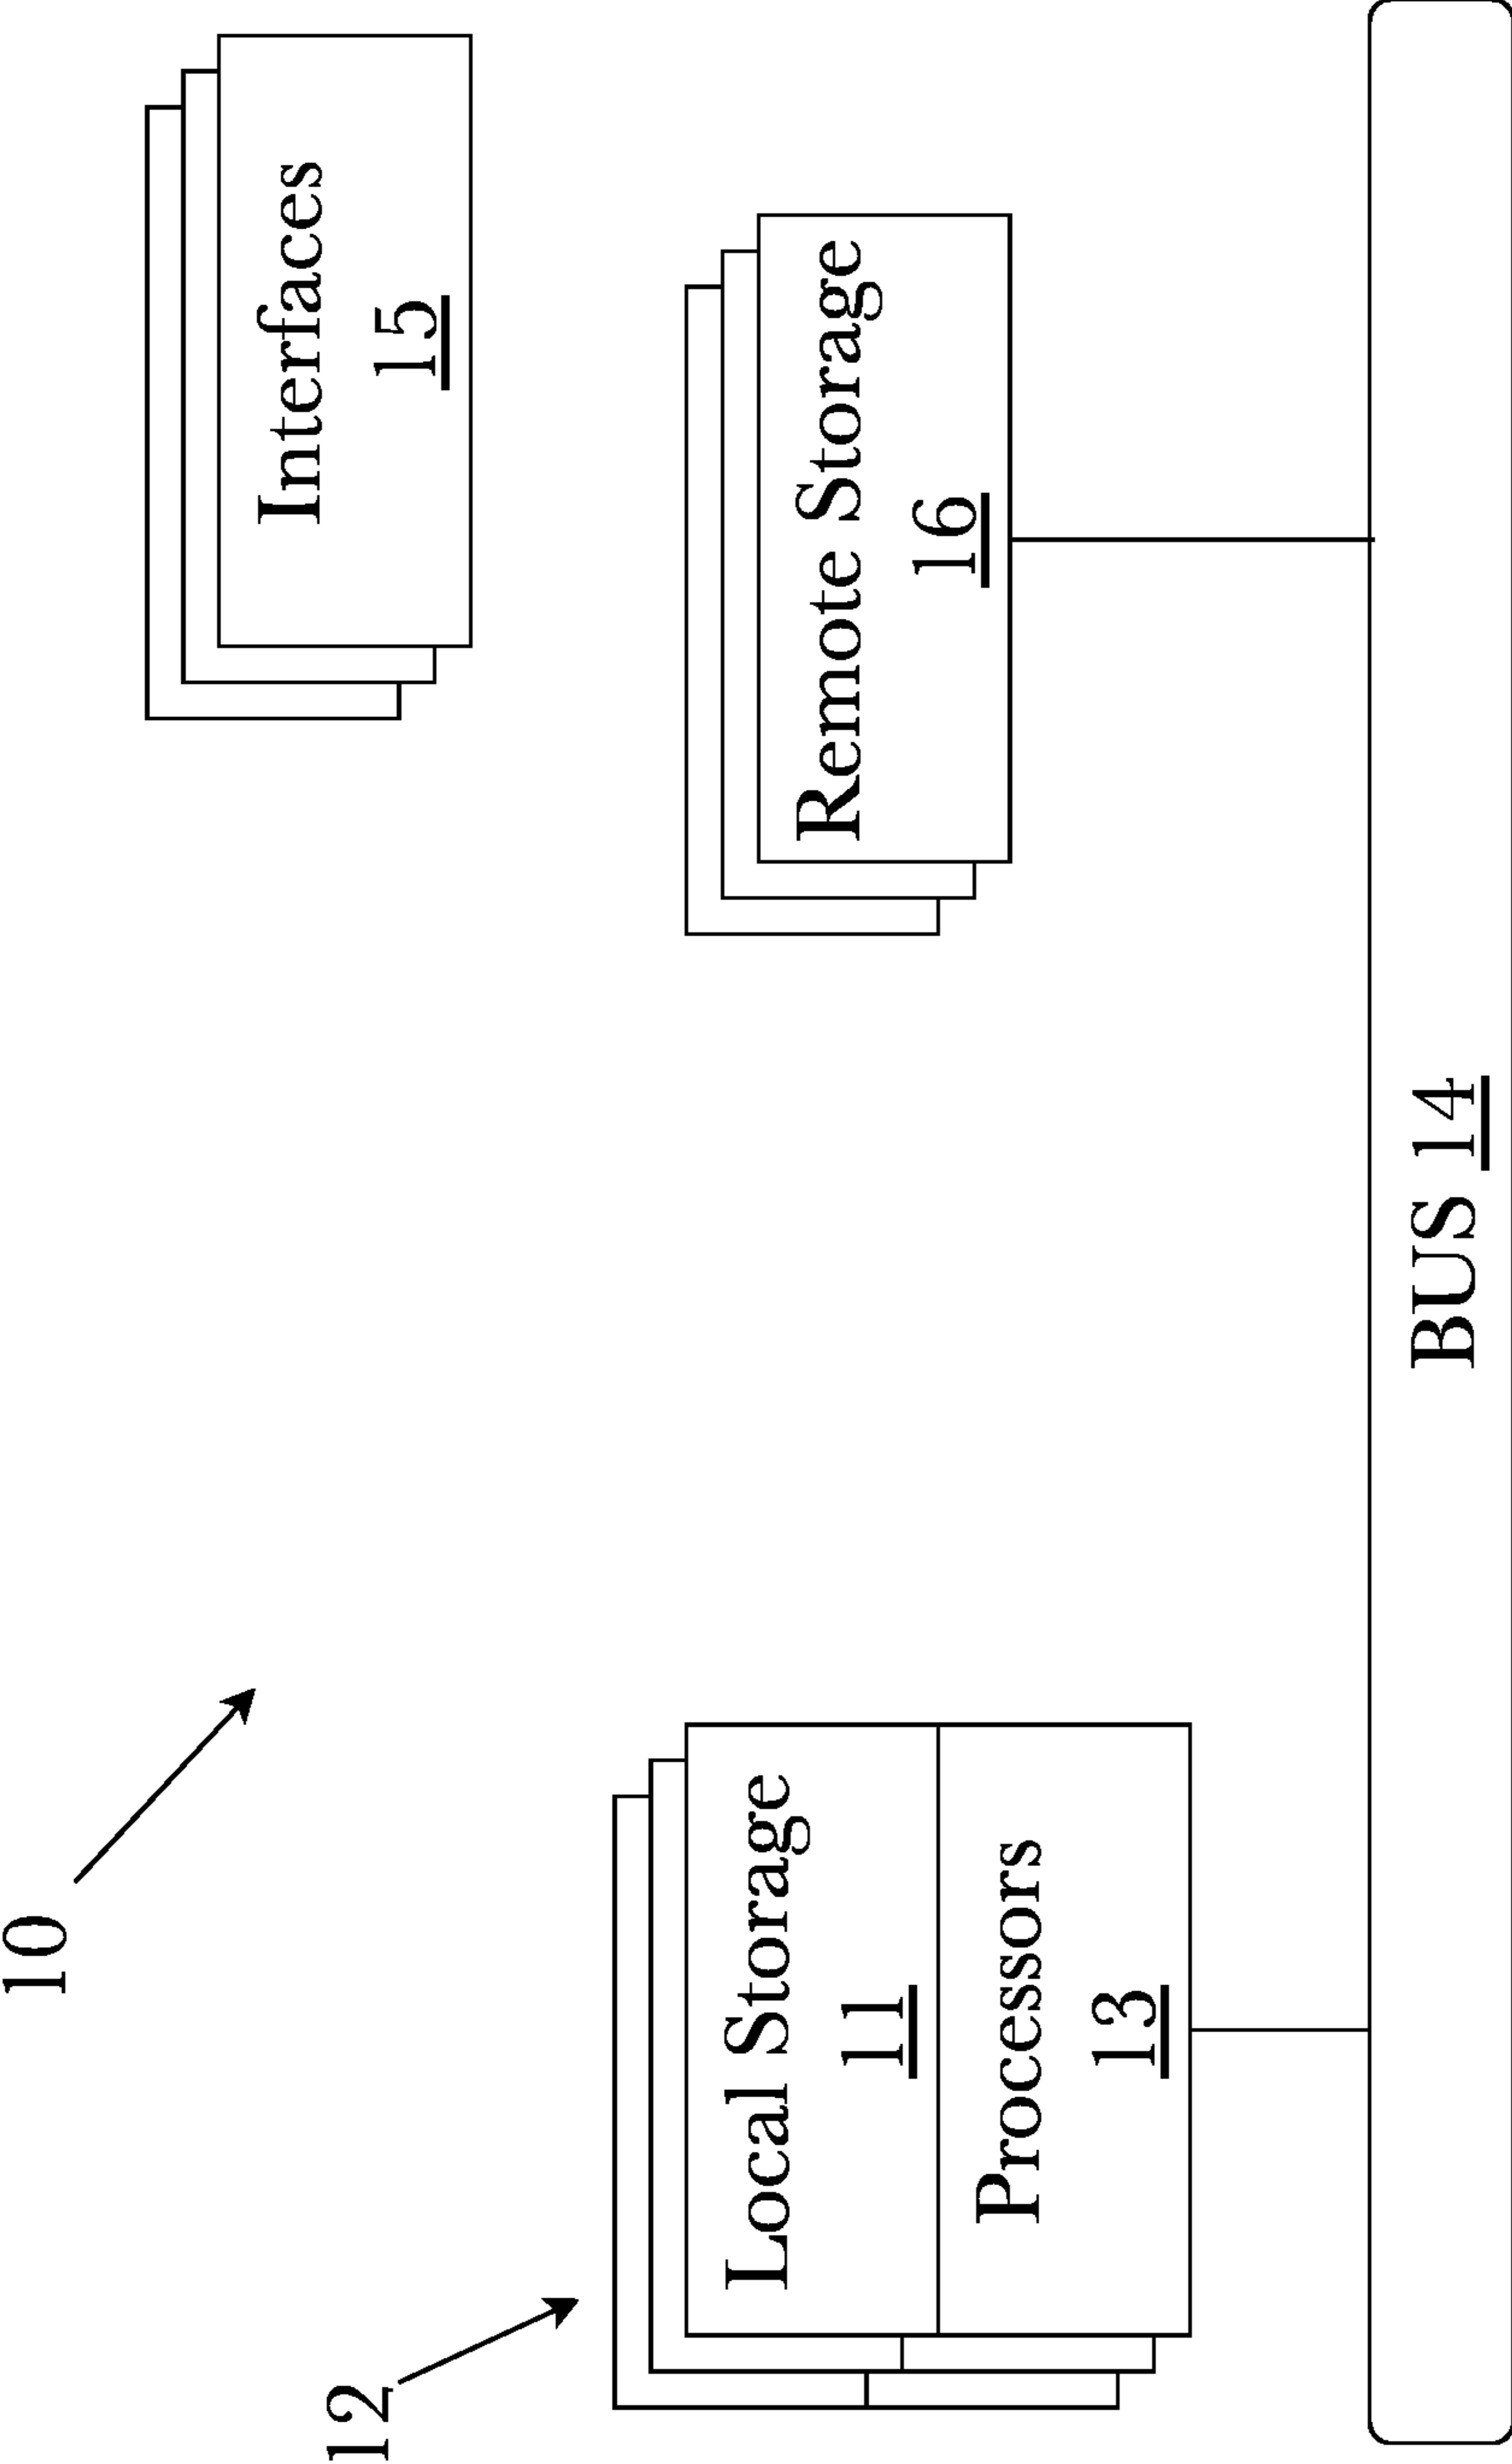 10
12
Interfaces
15
Local Storage
11
Remote Storage
16
Processors
13
BUS 14